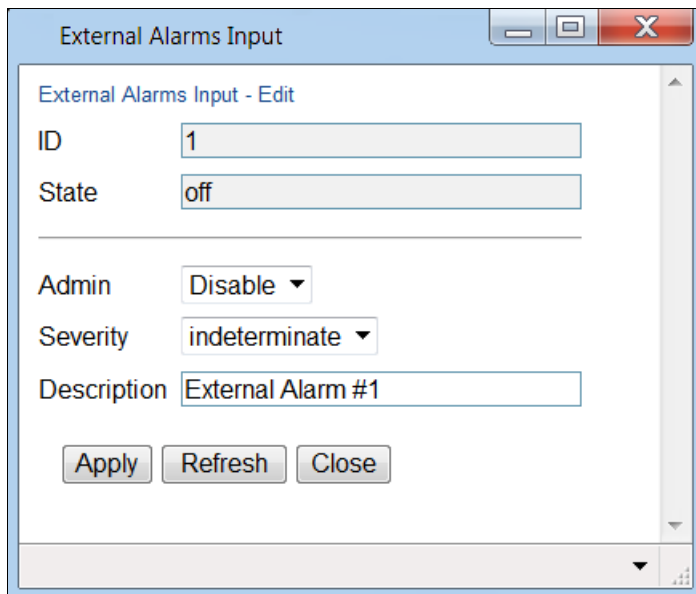 External Alarms Input
External Alarms Input - Edit
ID 1
State off
Admin Disable
Severity indeterminate
Description External Alarm #1
Apply Refresh Close